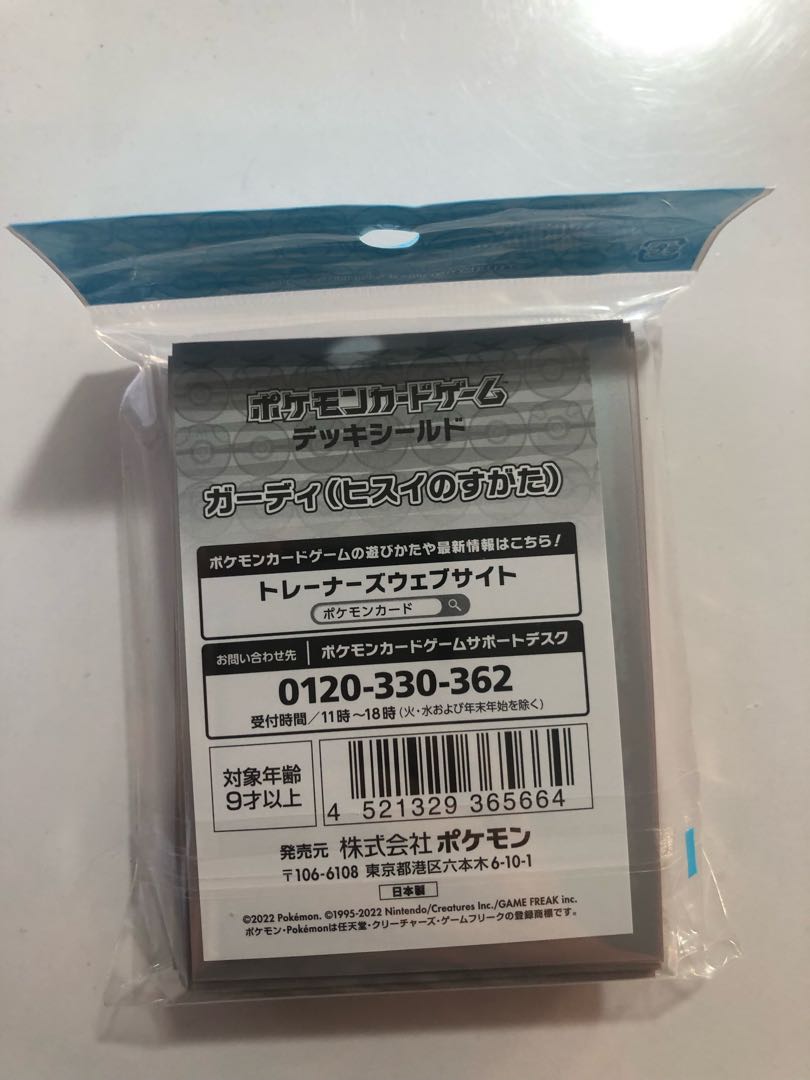 ポケモンカードゲーム
デッキシールド
ガーディ(ヒスイのすがた)
ポケモンカードゲームの遊びかたや最新情報はこちら!
トレーナーズウェブサイト
ポケモンカード
お問い合わせ先 ポケモンカードゲームサポートデスク
0120-330-362
受付時間/11時~18時(火・水および年末年始を除く)
対象年齢
9才以上
4 521329 365664
発売元 株式会社ポケモン
〒106-6108 東京都港区六本木6-10-1
©2022 Pokémon. ©1995-2022 Nintendo/Creatures Inc./GAME FREAK inc.
ポケモン・Pokémonは任天堂・クリーチャーズ・ゲームフリークの登録商標です。